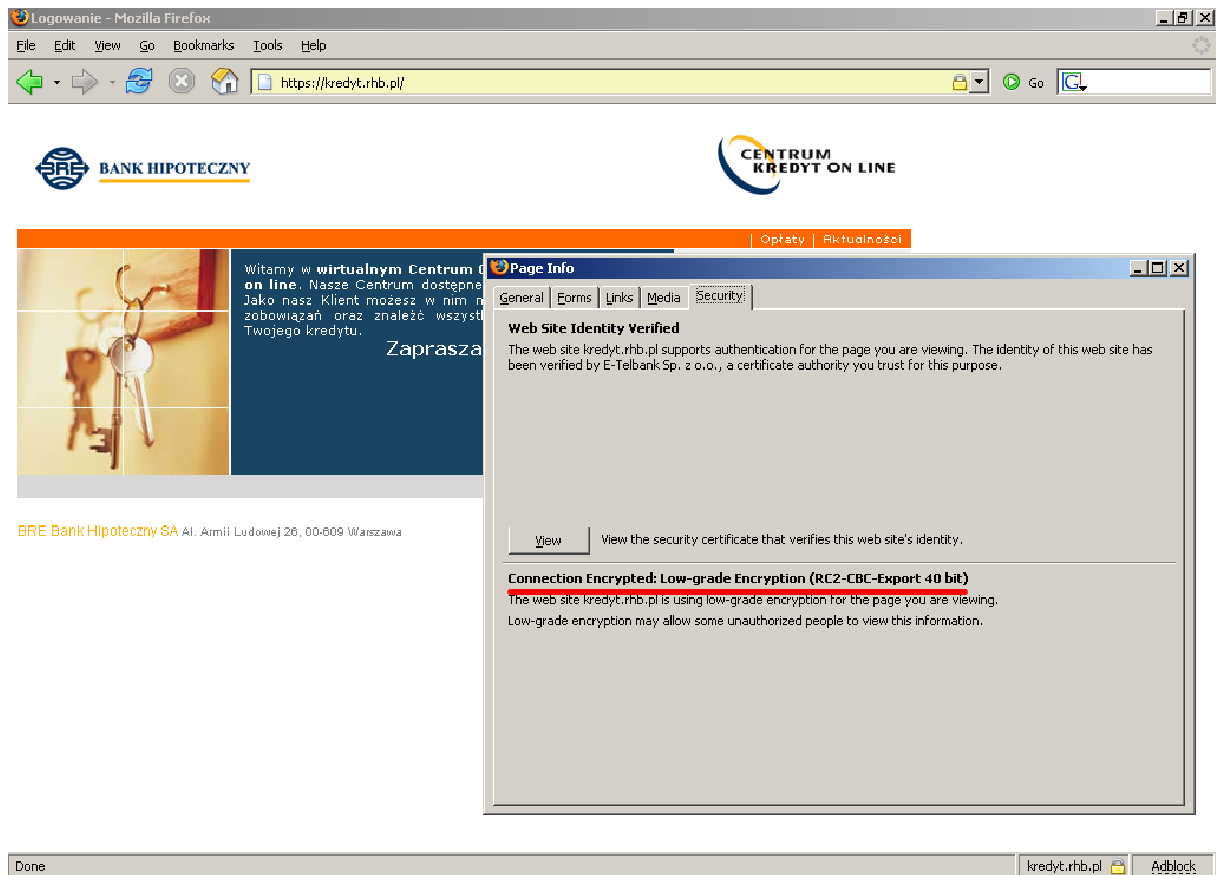 Logowanie - Mozilla Firefox
File Edit View Go Bookmarks Tools Help
https://kredyt.rhb.pl/
Go
G
BRE BANK HIPOTECZNY
CENTRUM
KREDYT ON LINE
| Opłaty | Aktualności
Witamy w wirtualnym Centrum
on line. Nasze Centrum dostępne
Jako nasz Klient możesz w nim
zobowiązań oraz znaleźć
Twojego kredytu.
Page Info
General Forms Links Media Security
Web Site Identity Verified
The web site kredyt.rhb.pl supports authentication for the page you are viewing. The identity of this web site has
been verified by E-Telbank Sp. z o.o., a certificate authority you trust for this purpose.
View
View the security certificate that verifies this web site's identity.
Connection Encrypted: Low-grade Encryption (RC2-CBC-Export 40 bit)
The web site kredyt.rhb.pl is using low-grade encryption for the page you are viewing.
Low-grade encryption may allow some unauthorized people to view this information.
BRE Bank Hipoteczny SA Al. Armii Ludowej 26, 00-609 Warszawa
Done
kredyt.rhb.pl
Adblock